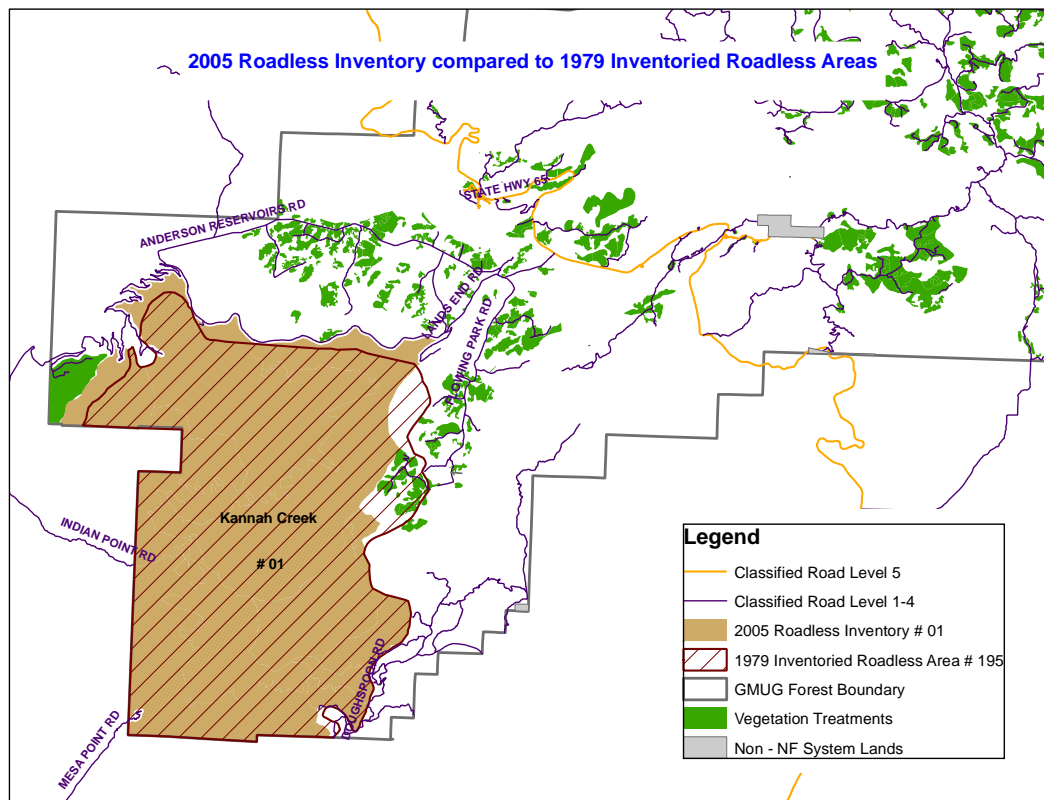 2005 Roadless Inventory compared to 1979 Inventoried Roadless Areas
STATE HWY 65
ANDERSON RESERVOIRS RD
LANDS END RD
FLOWING PARK RD
Kannah Creek
# 01
INDIAN POINT RD
DOUGHSPOON RD
MESA POINT RD
Legend
Classified Road Level 5
Classified Road Level 1-4
2005 Roadless Inventory # 01
1979 Inventoried Roadless Area # 195
GMUG Forest Boundary
Vegetation Treatments
Non - NF System Lands